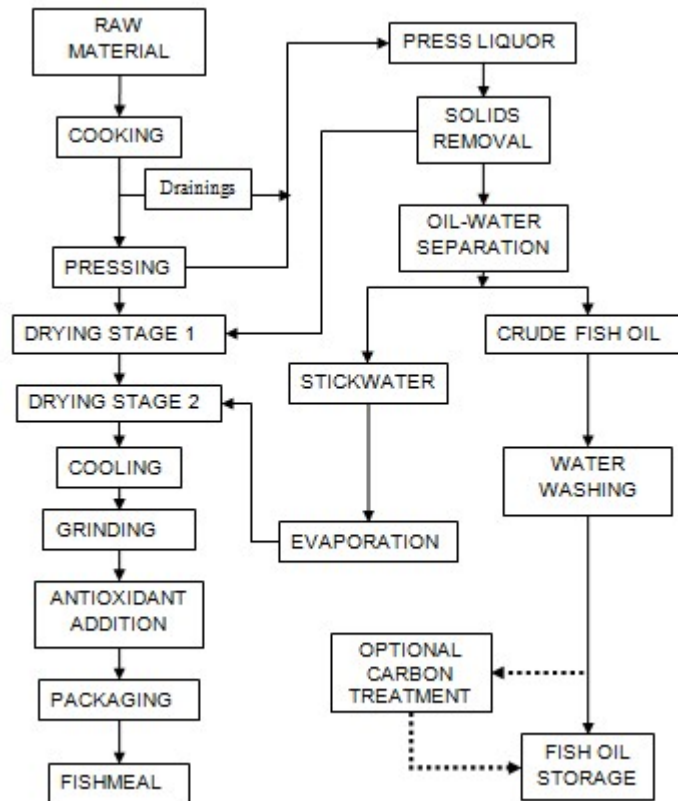 RAW
MATERIAL
COOKING
Drainings
PRESSING
DRYING STAGE 1
DRYING STAGE 2
COOLING
GRINDING
ANTIOXIDANT
ADDITION
PACKAGING
FISHMEAL
PRESS LIQUOR
SOLIDS
REMOVAL
OIL-WATER
SEPARATION
STICKWATER
EVAPORATION
CRUDE FISH OIL
WATER
WASHING
OPTIONAL
CARBON
TREATMENT
FISH OIL
STORAGE